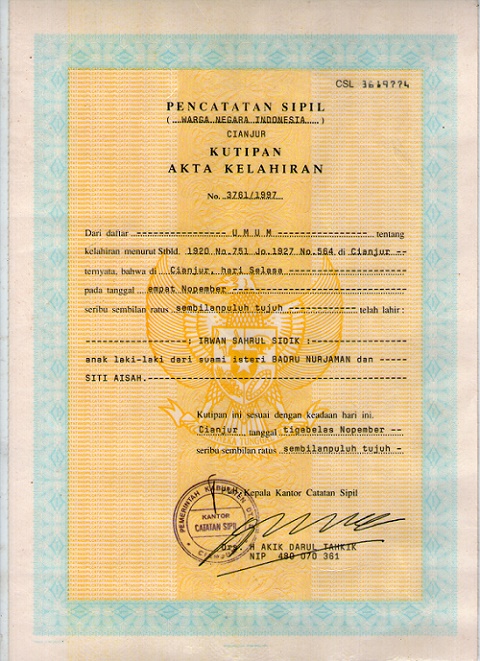 CSL 3669774
PENCATATAN SIPIL
( WARGA NEGARA INDONESIA )
CIANJUR
KUTIPAN
AKTA KELAHIRAN
No. 3761/1997
Dari daftar ---------------- U M U M ---------------- tentang
kelahiran menurut Stbld. 1920 No.751 Jo.1927 No.564 di Cianjur --
ternyata, bahwa di Cianjur, hari Selasa --------------------
pada tanggal empat Nopember --------------------
seribu sembilan ratus sembilanpuluh tujuh ------------ telah lahir :
------------------: IRWAN SAHRUL SIDIK :------------------
anak laki-laki dari suami isteri BAORU NURJAMAN dan -----
SITI AISAH.--------------------------------------------
Kutipan ini sesuai dengan keadaan hari ini.
Cianjur tanggal tigabelas Nopember --
seribu sembilan ratus sembilanpuluh tujuh -
Kepala Kantor Catatan Sipil
PEMERINTAH KABUPATEN DT II
KANTOR
CATATAN SIPIL
CIANJUR
Drs. H AKIK DARUL TAHKIK
NIP 480 070 361